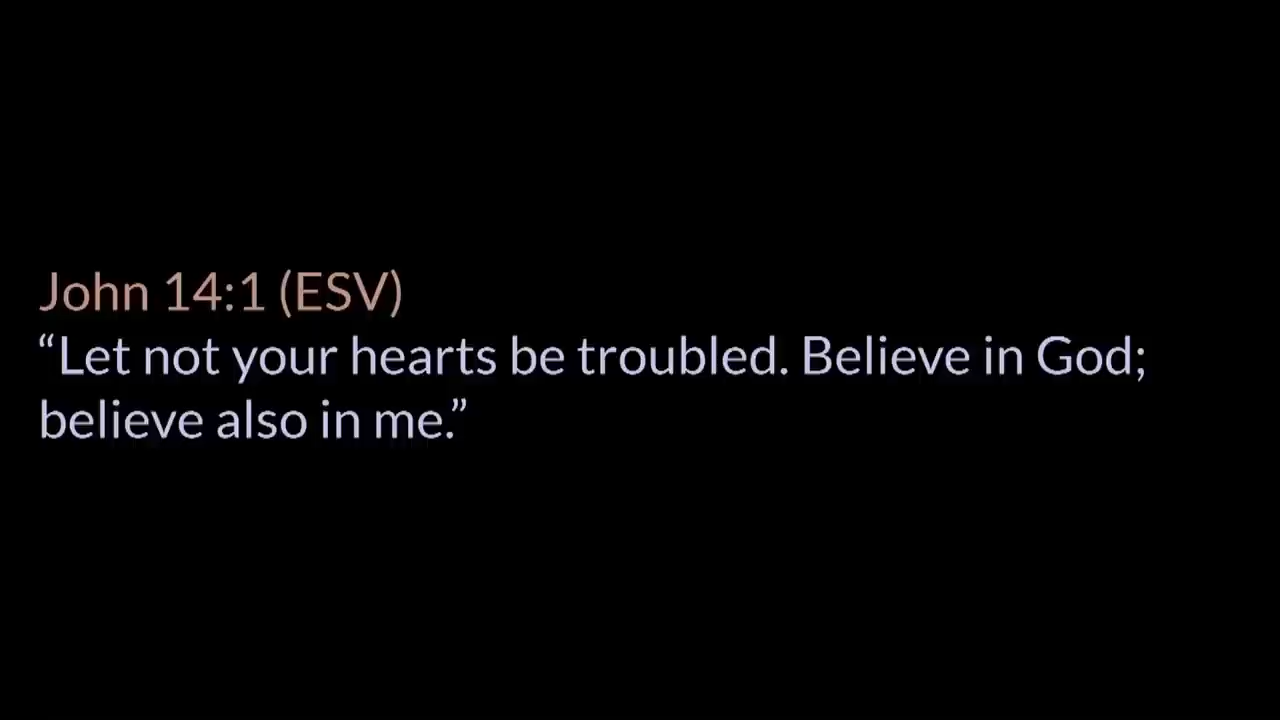 John 14:1 (ESV)
“Let not your hearts be troubled. Believe in God;
believe also in me.”